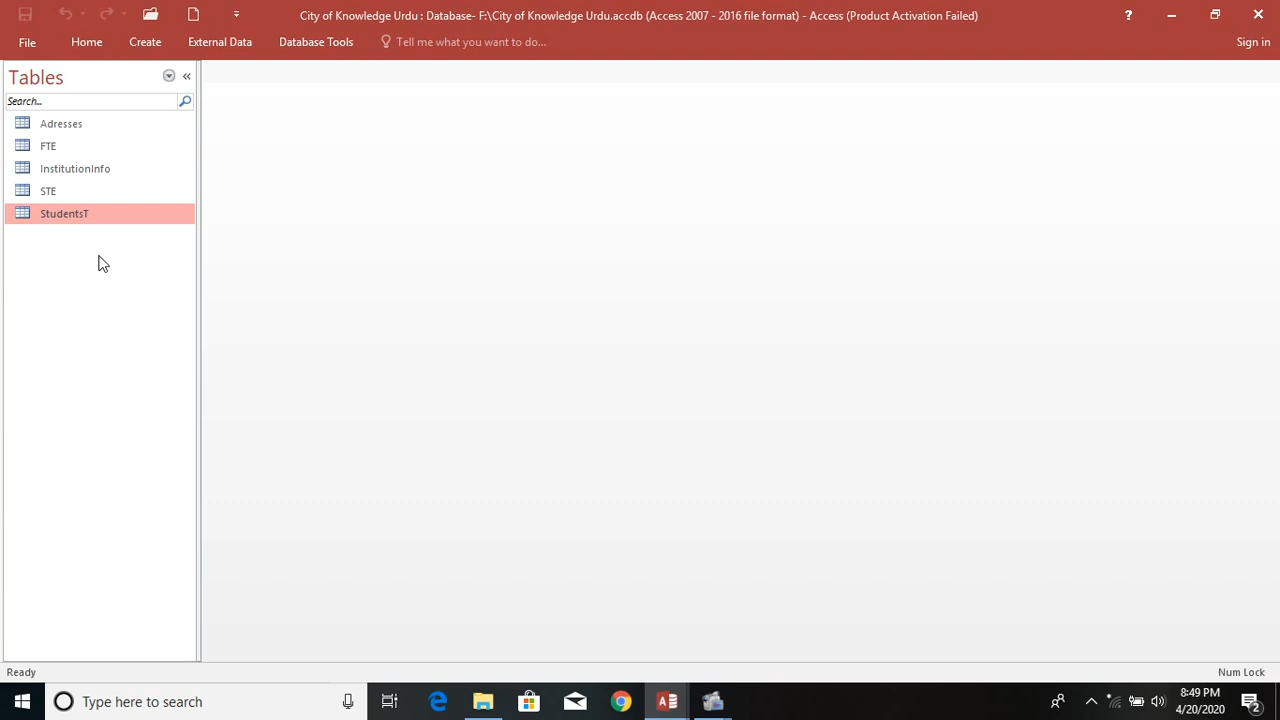 City of Knowledge Urdu : Database- F:\City of Knowledge Urdu.accdb (Access 2007 - 2016 file format) - Access (Product Activation Failed)
?
File
Home
Create
External Data
Database Tools
Tell me what you want to do...
Sign in
Tables
Search...
Adresses
FTE
InstitutionInfo
STE
StudentsT
Ready
Num Lock
Type here to search
8:49 PM
4/20/2020
2